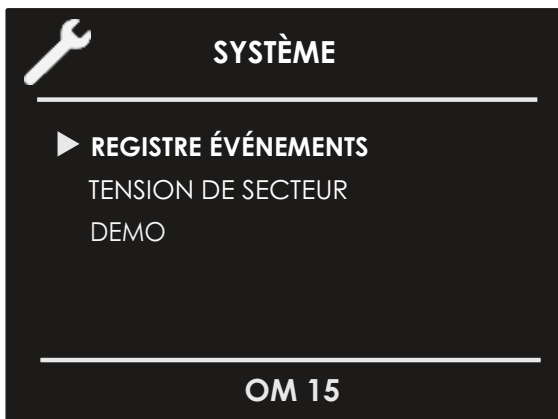 SYSTÈME
REGISTRE ÉVÉNEMENTS
TENSION DE SECTEUR
DEMO
OM 15